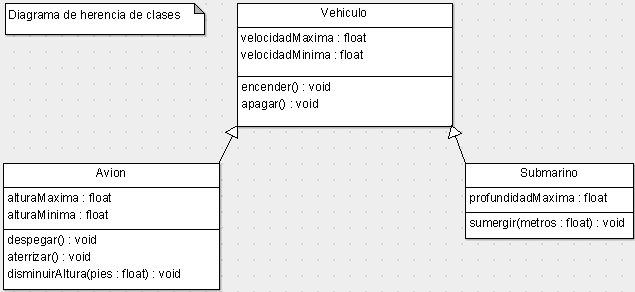 Diagrama de herencia de clases
Vehiculo
velocidadMaxima : float
velocidadMinima : float
encender() : void
apagar() : void
Avion
alturaMaxima : float
alturaMinima : float
despegar() : void
aterrizar() : void
disminuirAltura(pies : float) : void
Submarino
profundidadMaxima : float
sumergir(metros : float) : void